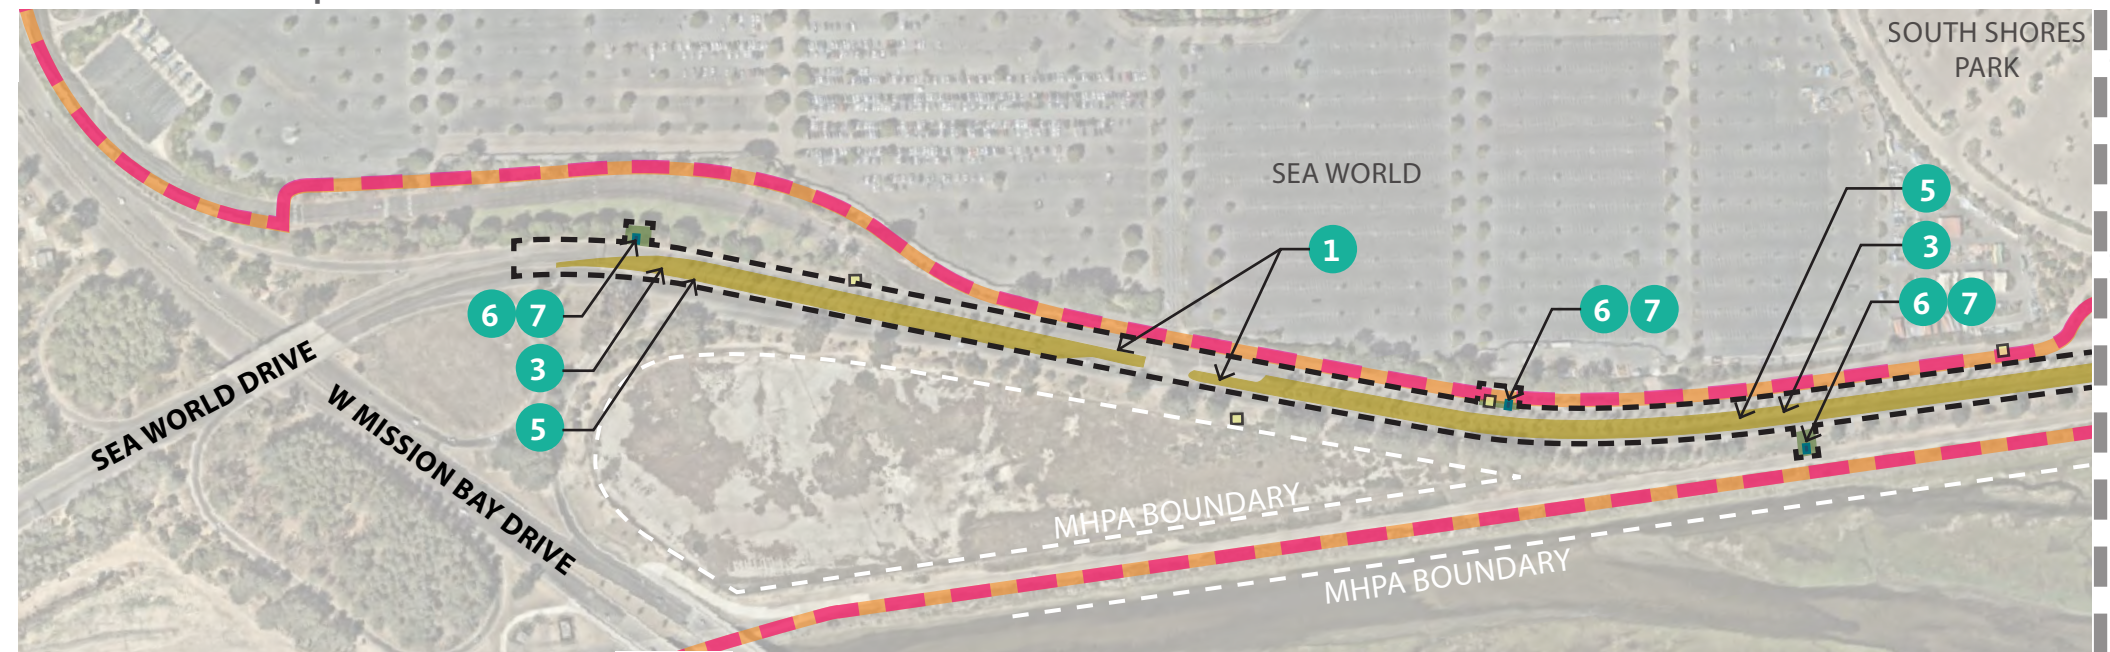 SOUTH SHORES
PARK
SEA WORLD
5
1
3
6 7
6 7
6 7
3
5
SEA WORLD DRIVE
W MISSION BAY DRIVE
MHPA BOUNDARY
MHPA BOUNDARY